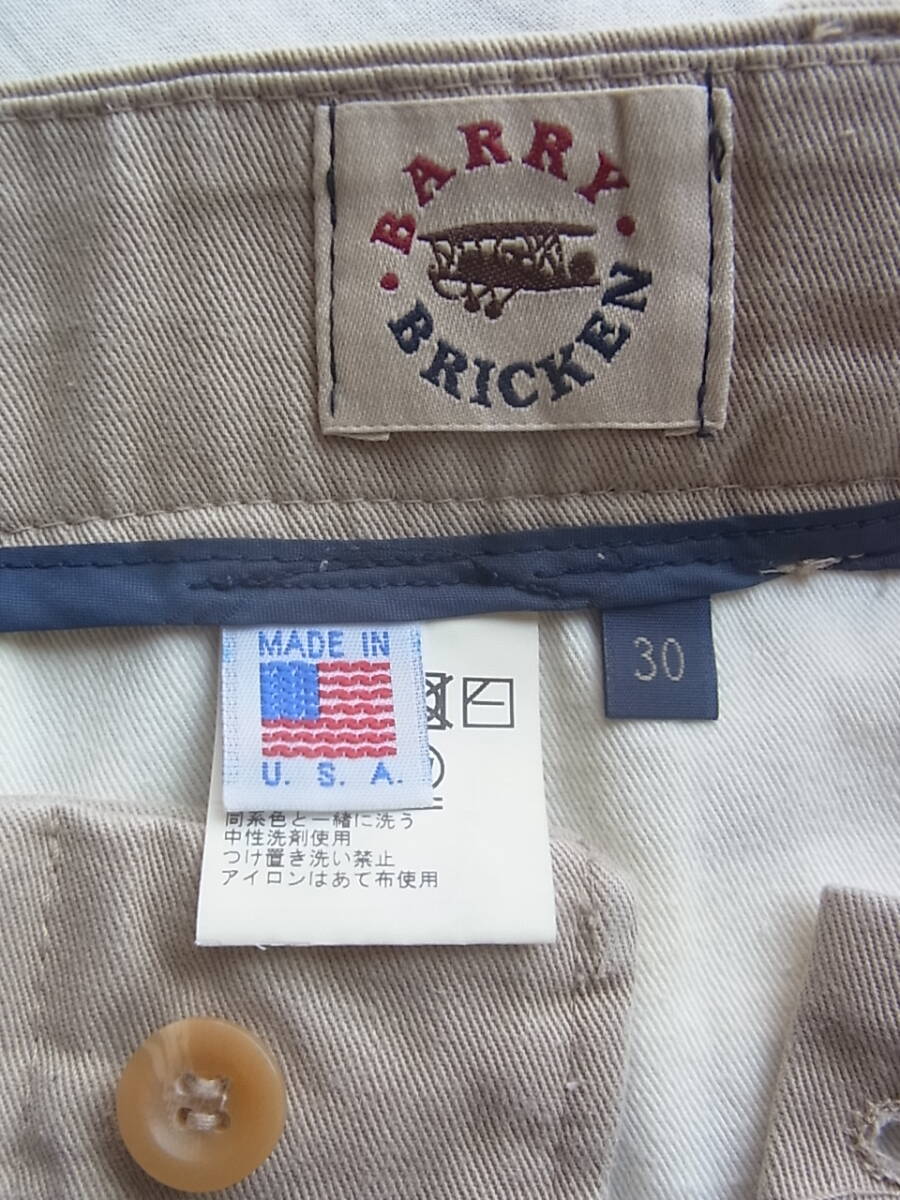 BARRY
BRICKEN
MADE IN
U. S. A.
30
同系色と一緒に洗う
中性洗剤使用
つけ置き洗い禁止
アイロンはあて布使用